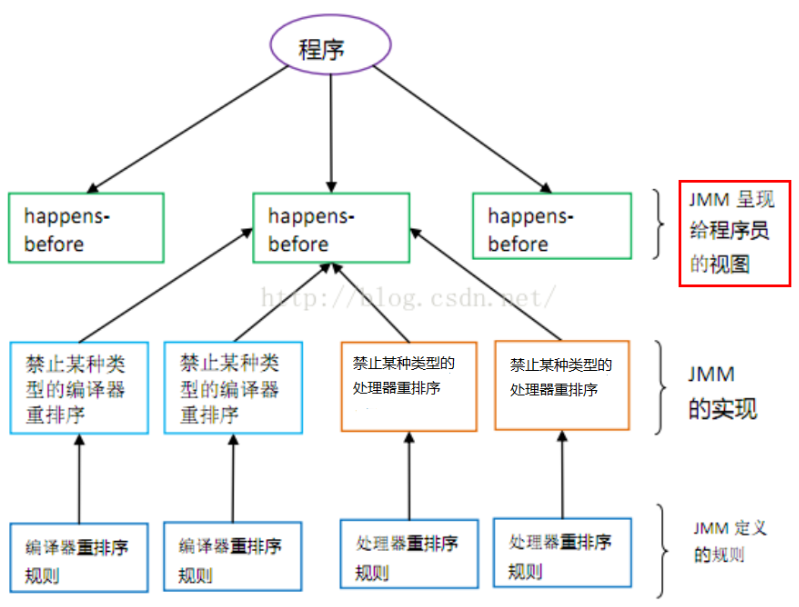 程序
happens-
before
happens-
before
happens-
before
JMM 呈现
给程序员
的视图
http://blog.csdn.net/
禁止某种类
型的编译器
重排序
禁止某种类
型的编译器
重排序
禁止某种类型的
处理器重排序
禁止某种类型的
处理器重排序
JMM
的实现
编译器重排序
规则
编译器重排序
规则
处理器重排序
规则
处理器重排序
规则
JMM 定义
的规则